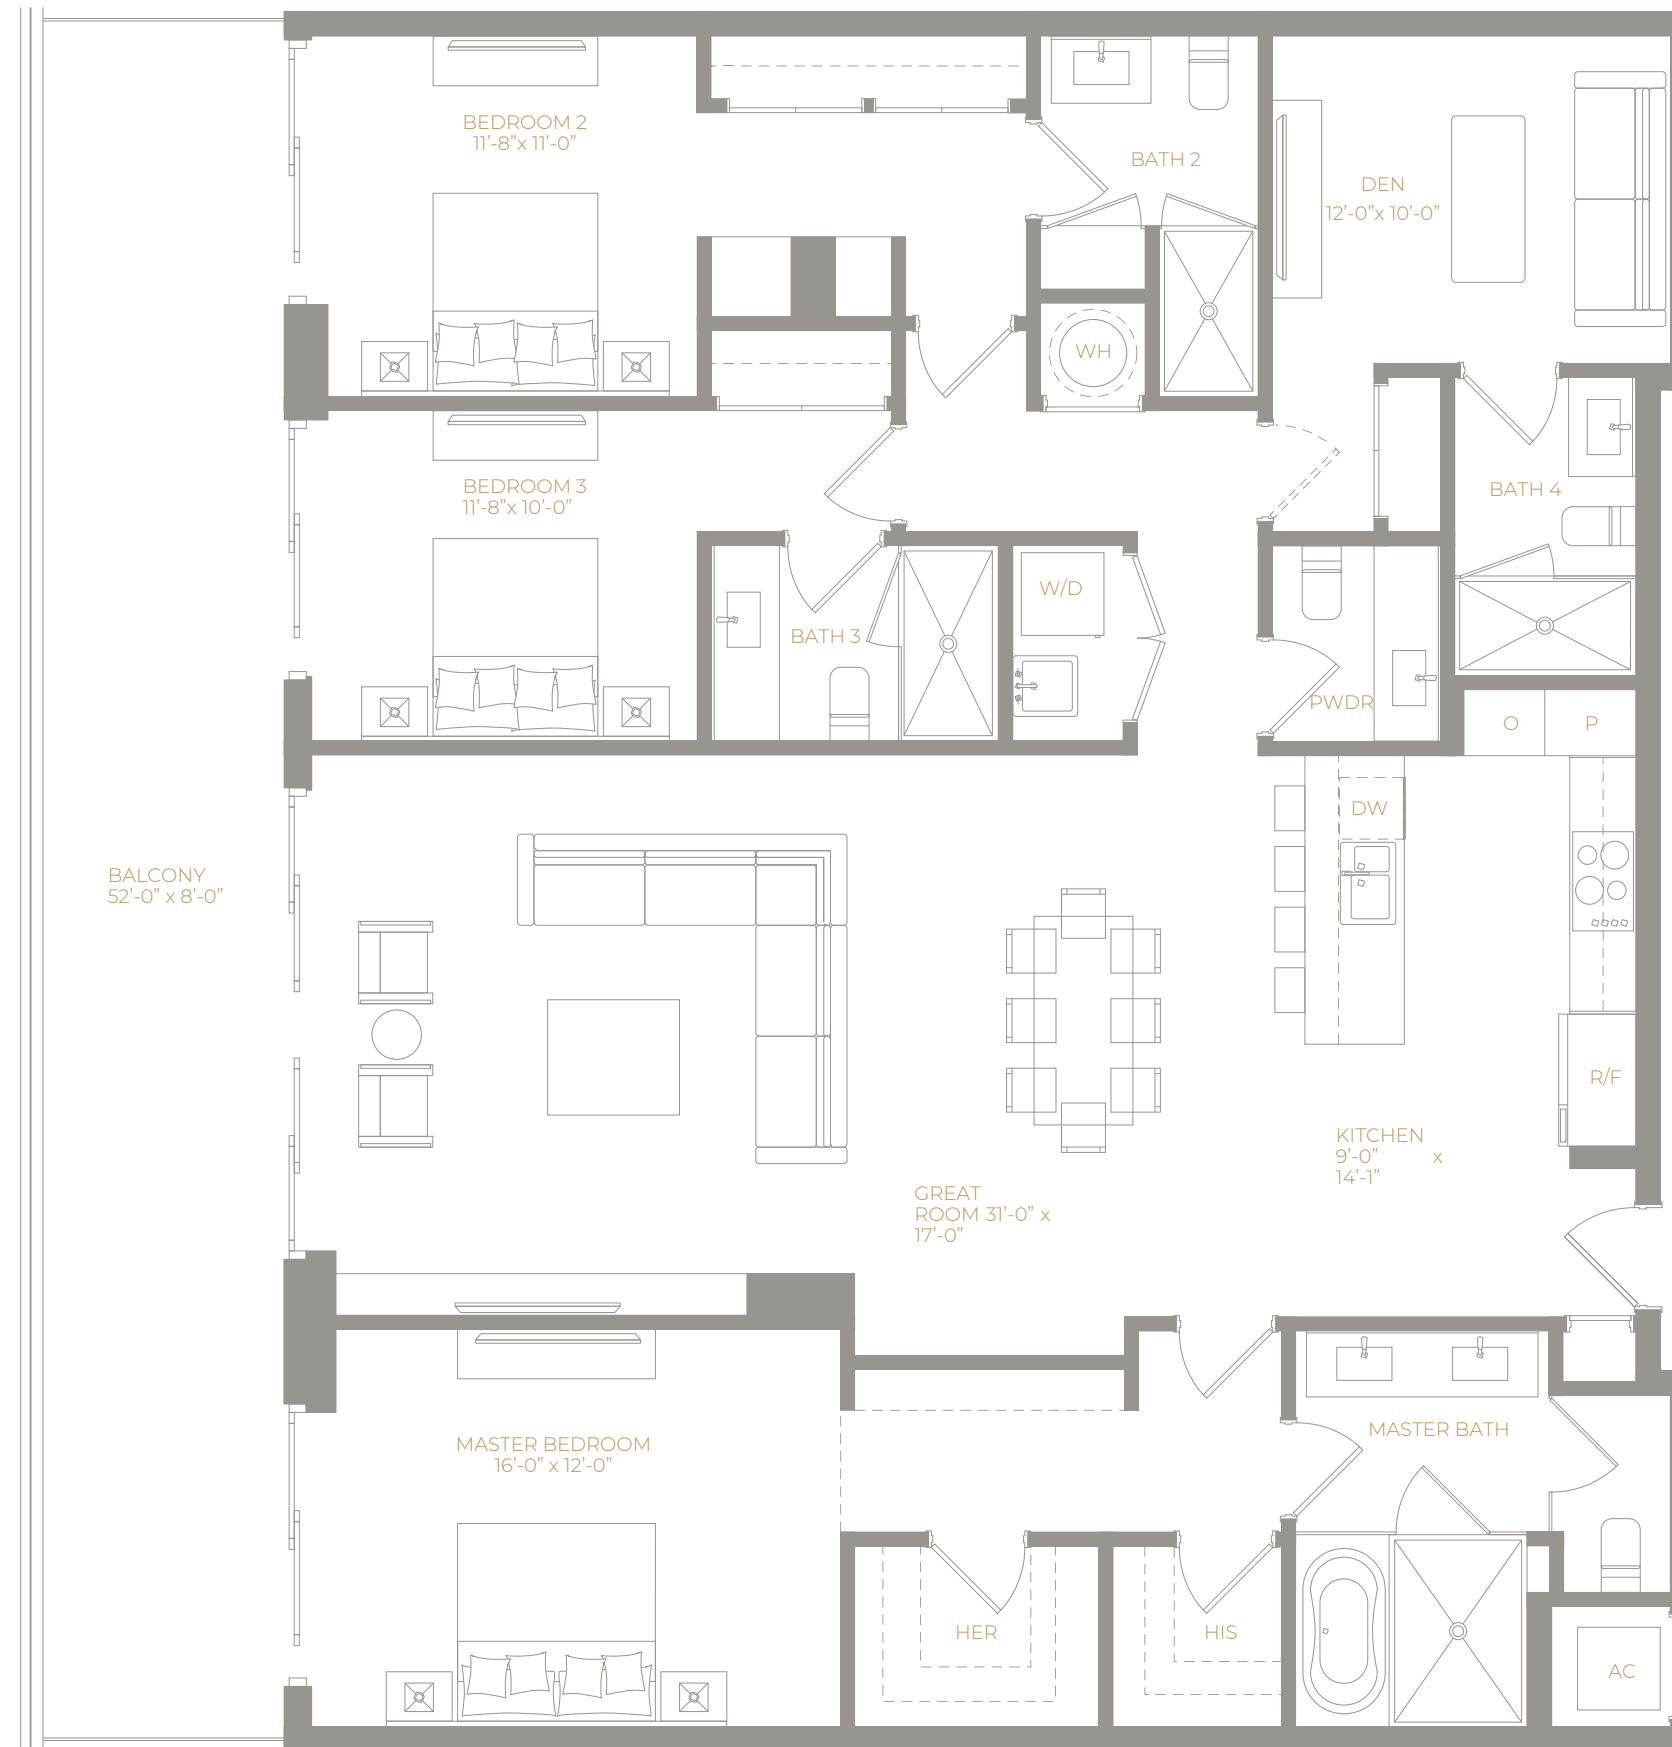 BEDROOM 2
11'-8”x 11'-0”
BATH 2
DEN
12'-0”x 10'-0”
WH
BEDROOM 3
11'-8”x 10'-0”
BATH 4
W/D
BATH 3
PWDR
O
P
DW
BALCONY
52'-0” x 8'-0”
R/F
KITCHEN
9'-0” x
14'-1”
GREAT
ROOM 31'-0” x
17'-0”
MASTER BEDROOM
16'-0” x 12'-0”
MASTER BATH
HER
HIS
AC